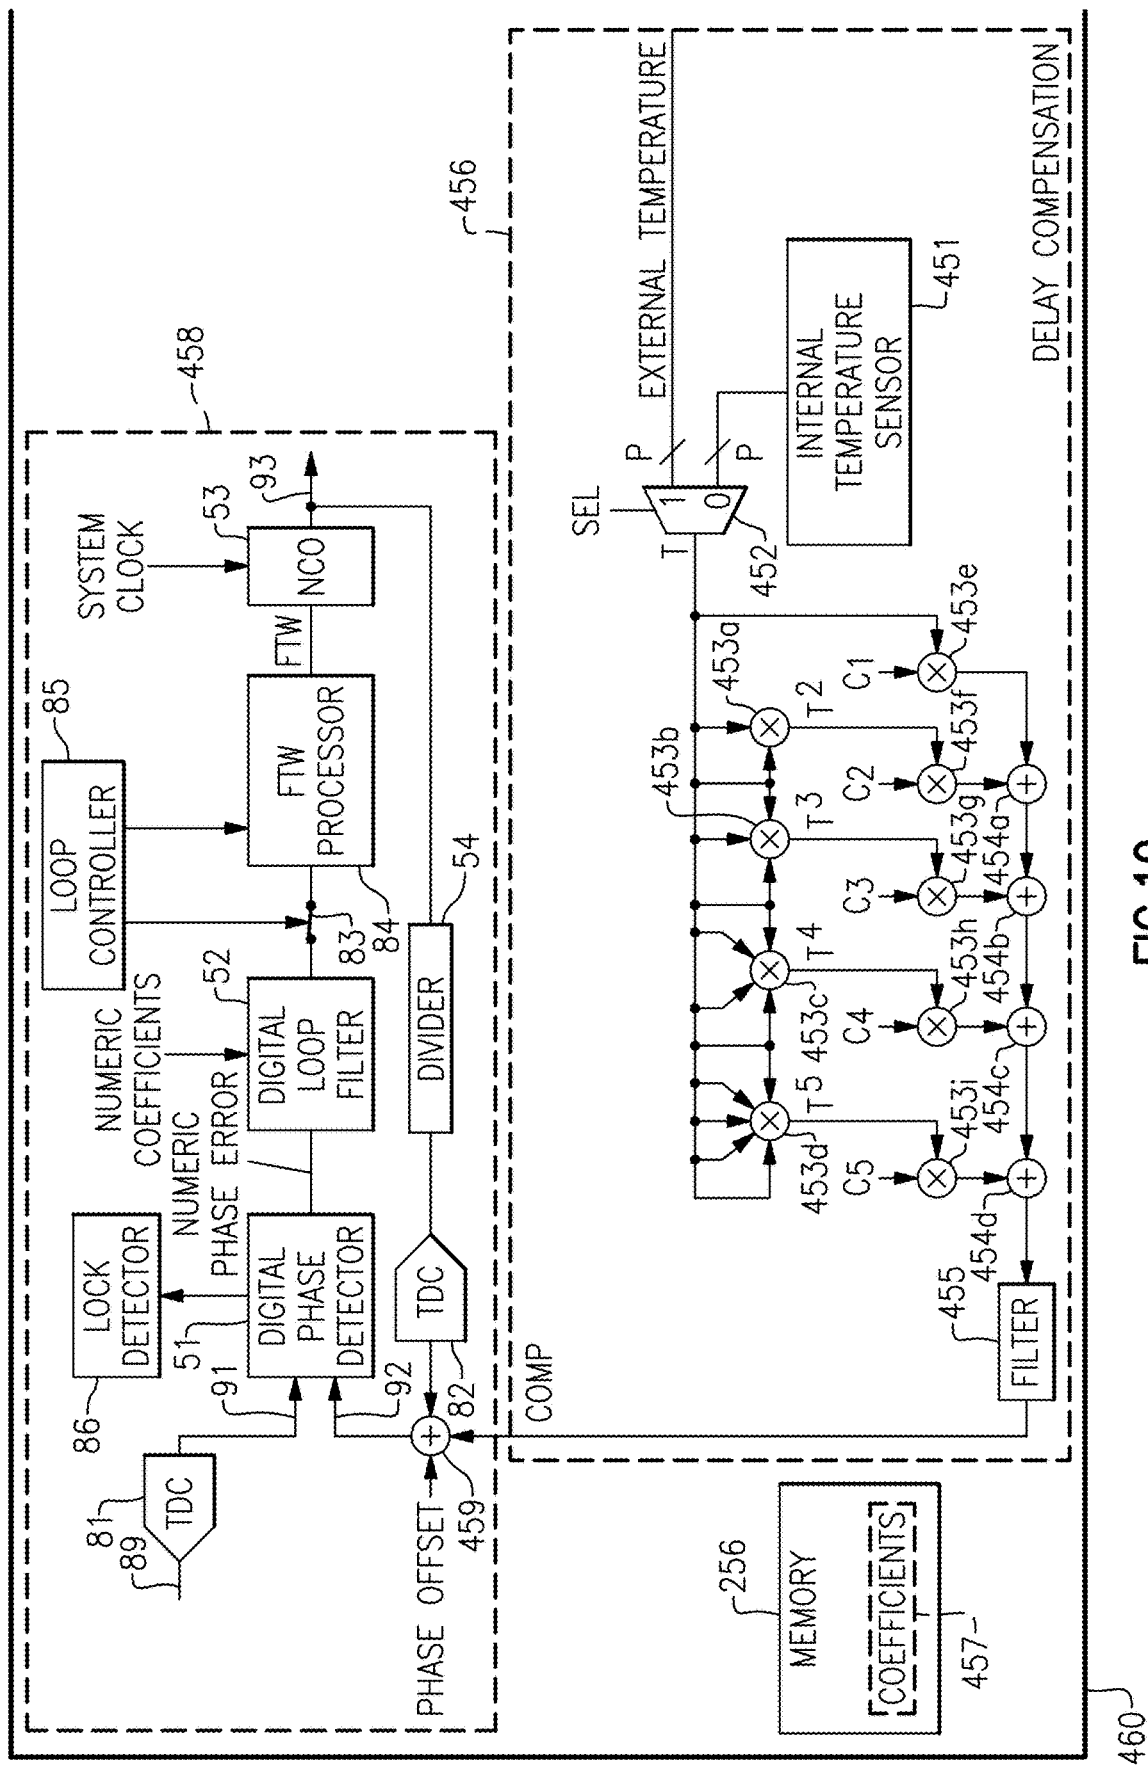 458
SYSTEM
CLOCK
53
NCO
93
FTW
85
LOOP
CONTROLLER
FTW
PROCESSOR
84
83
NUMERIC
COEFFICIENTS
52
DIGITAL
LOOP
FILTER
54
DIVIDER
NUMERIC
PHASE ERROR
86
LOCK
DETECTOR
51
DIGITAL
PHASE
DETECTOR
91
92
TDC
82
81
TDC
89
PHASE OFFSET
459
456
EXTERNAL TEMPERATURE
P
P
SEL
1
0
T
452
INTERNAL
TEMPERATURE
SENSOR
451
DELAY COMPENSATION
453a
453b
453c
453d
T2
T3
T4
T5
C1
C2
C3
C4
C5
453e
453f
453g
453h
453i
454a
454b
454c
454d
455
FILTER
COMP
256
MEMORY
COEFFICIENTS
457
460